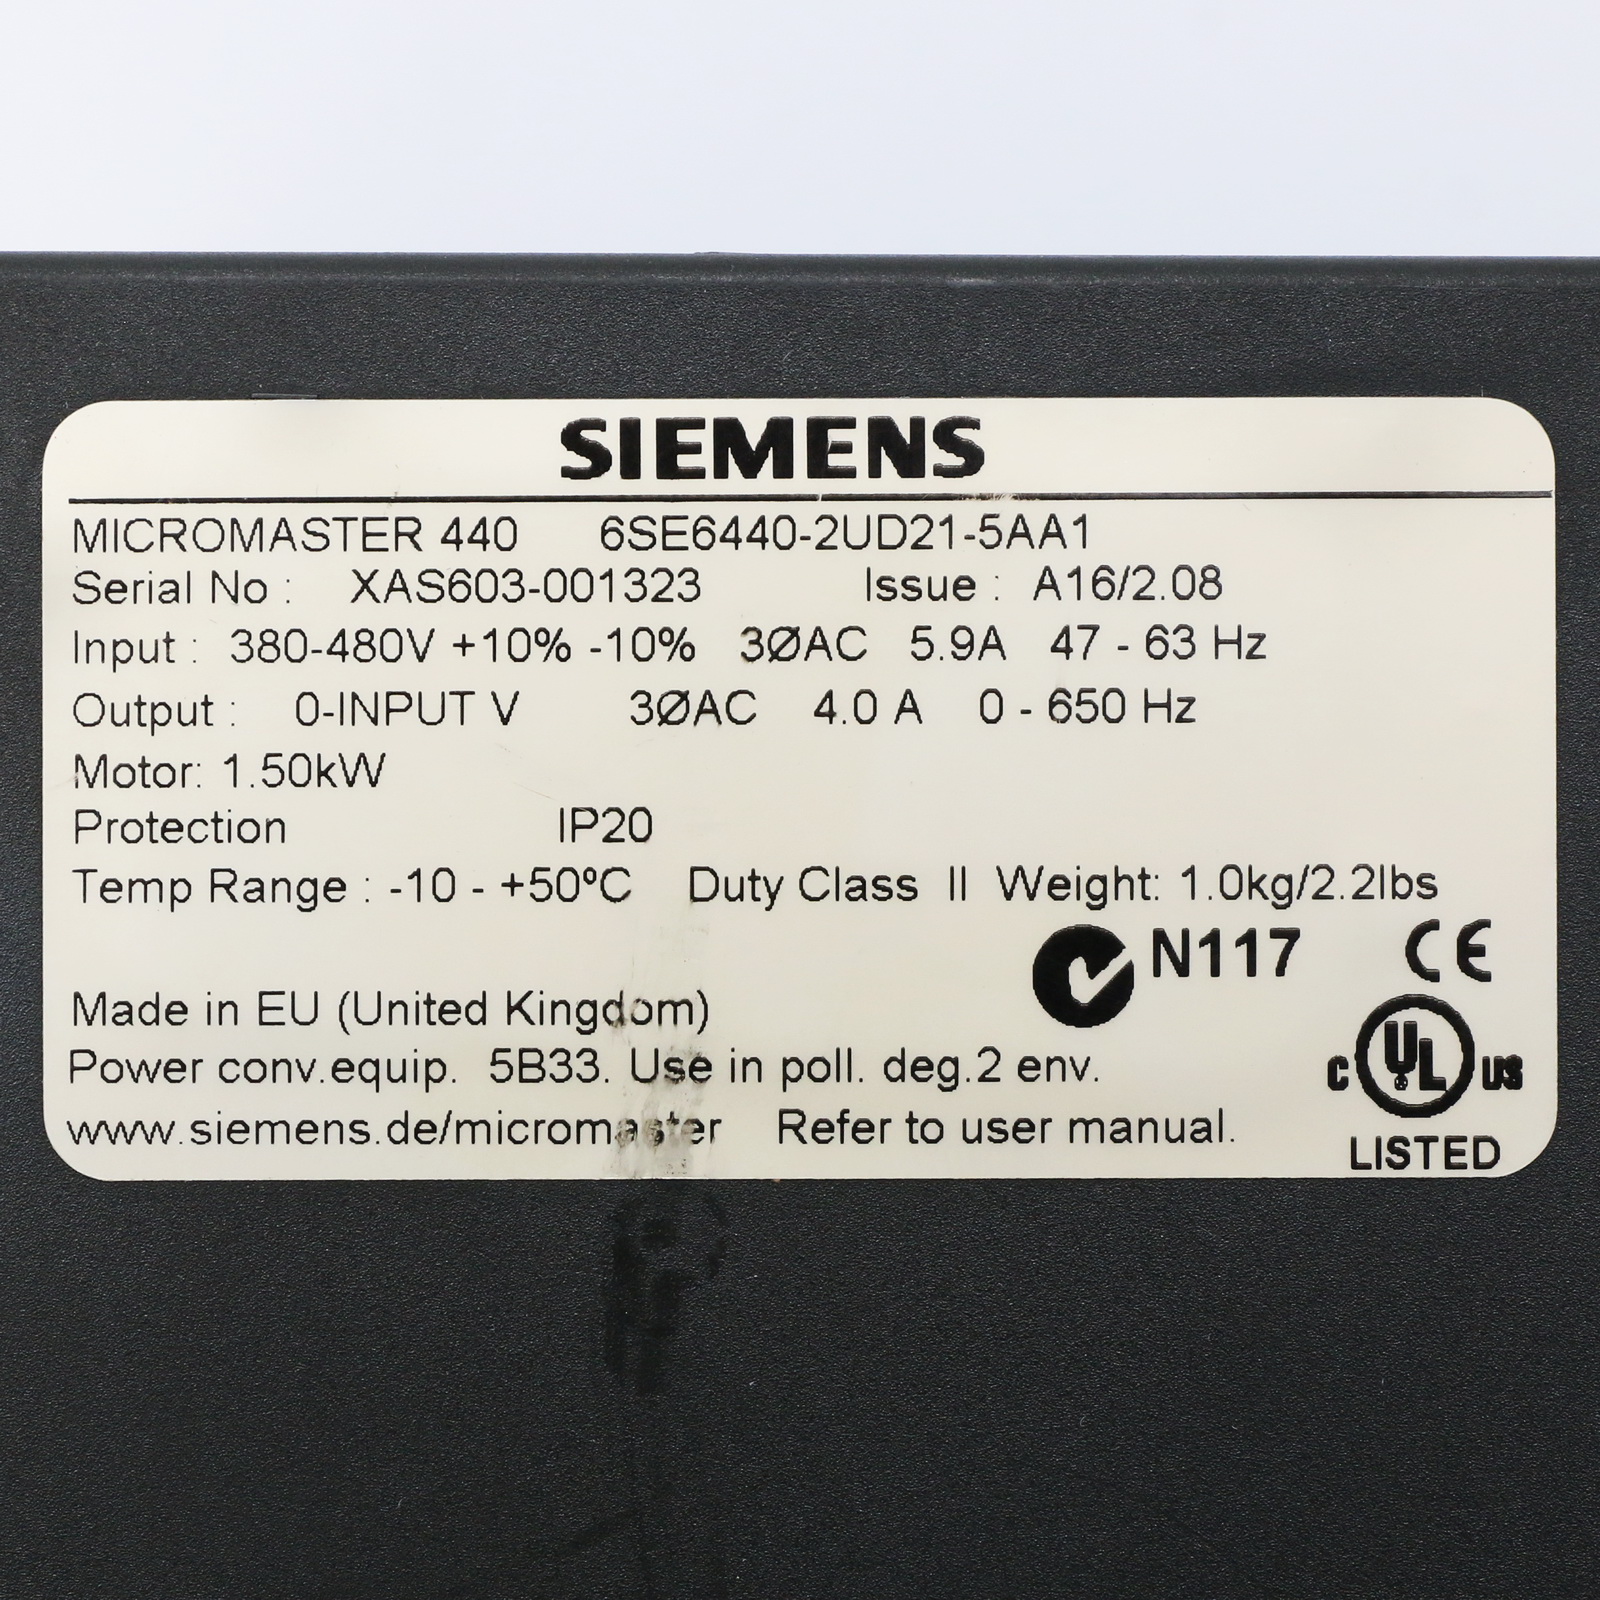 SIEMENS
MICROMASTER 440 6SE6440-2UD21-5AA1
Serial No : XAS603-001323 Issue : A16/2.08
Input : 380-480V +10% -10% 3ØAC 5.9A 47 - 63 Hz
Output : 0-INPUT V 3ØAC 4.0 A 0 - 650 Hz
Motor: 1.50kW
Protection IP20
Temp Range : -10 - +50ºC Duty Class II Weight: 1.0kg/2.2lbs
N117 CE
Made in EU (United Kingdom)
Power conv.equip. 5B33. Use in poll. deg.2 env.
C UL US
www.siemens.de/micromaster Refer to user manual.
LISTED